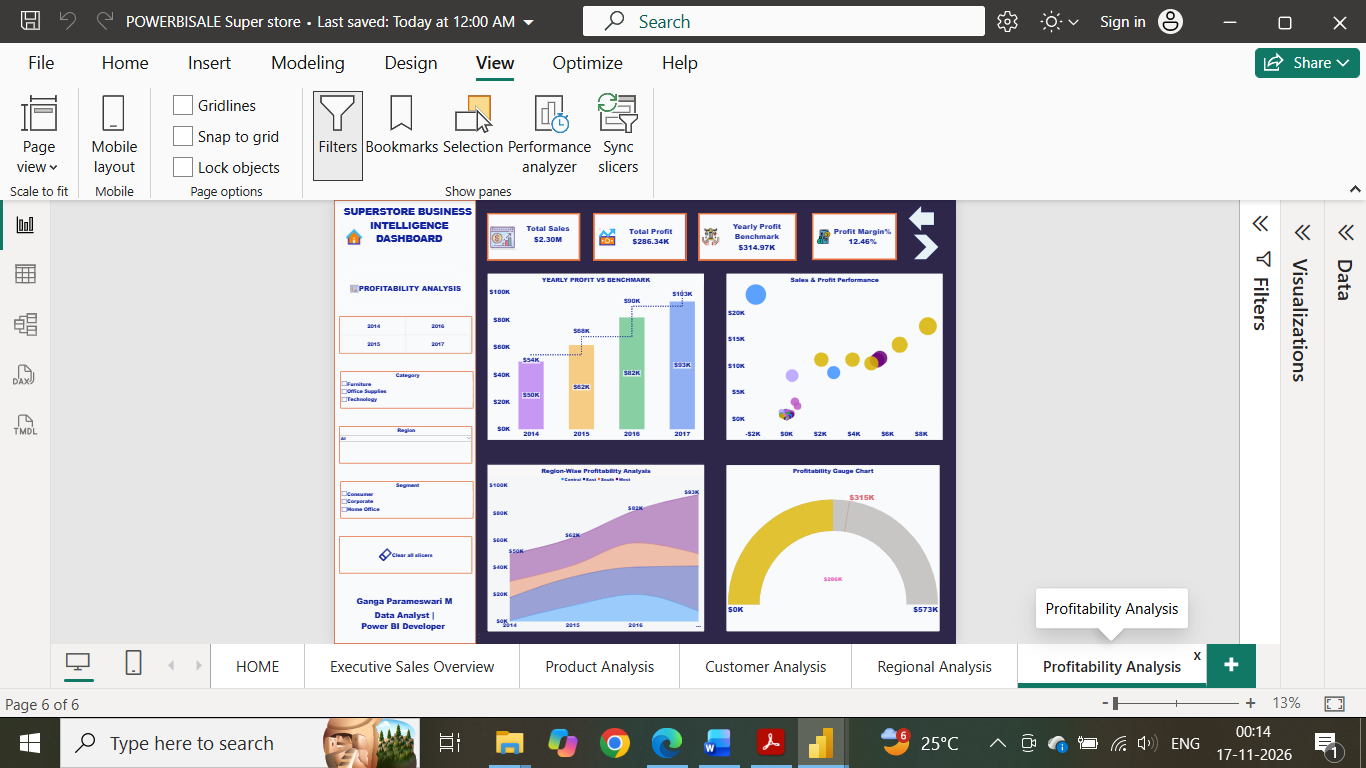 POWERBISALE Super store • Last saved: Today at 12:00 AM
Search
Sign in
File
Home
Insert
Modeling
Design
View
Optimize
Help
Share
Page view
Mobile layout
Gridlines
Snap to grid
Lock objects
Filters
Bookmarks
Selection
Performance analyzer
Sync slicers
Scale to fit
Mobile
Page options
Show panes
SUPERSTORE BUSINESS
INTELLIGENCE
DASHBOARD
PROFITABILITY ANALYSIS
2014 2016
2015 2017
Category
Furniture
Office Supplies
Technology
Region
All
Segment
Consumer
Corporate
Home Office
Clear all slicers
Ganga Parameswari M
Data Analyst |
Power BI Developer
Total Sales
$2.30M
Total Profit
$286.34K
Yearly Profit
Benchmark
$314.97K
Profit Margin%
12.46%
YEARLY PROFIT VS BENCHMARK
$100K
$80K
$60K
$40K
$20K
$0K
$54K
$68K
$90K
$103K
$50K
$62K
$82K
$93K
2014 2015 2016 2017
Sales & Profit Performance
$20K
$15K
$10K
$5K
$0K
-$2K $0K $2K $4K $6K $8K
Region-Wise Profitability Analysis
Central East South West
$100K
$80K
$60K
$40K
$20K
$0K
$50K
$62K
$82K
$93K
2014 2015 2016 ...
Profitability Gauge Chart
$315K
$286K
$0K
$573K
Filters
Visualizations
Data
DAX
TMDL
Profitability Analysis
HOME
Executive Sales Overview
Product Analysis
Customer Analysis
Regional Analysis
Profitability Analysis
x
Page 6 of 6
- + 13%
Type here to search
6
25°C
ENG
00:14
17-11-2026
1